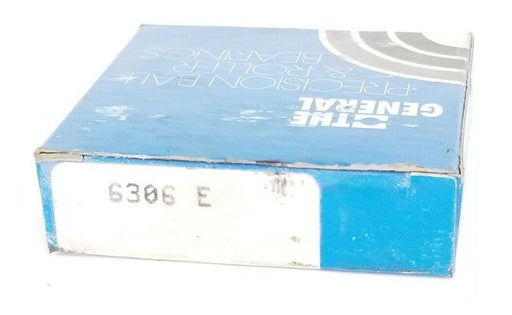 THE
GENERAL
PRECISION BALL
& ROLLER
BEARINGS
6306 E